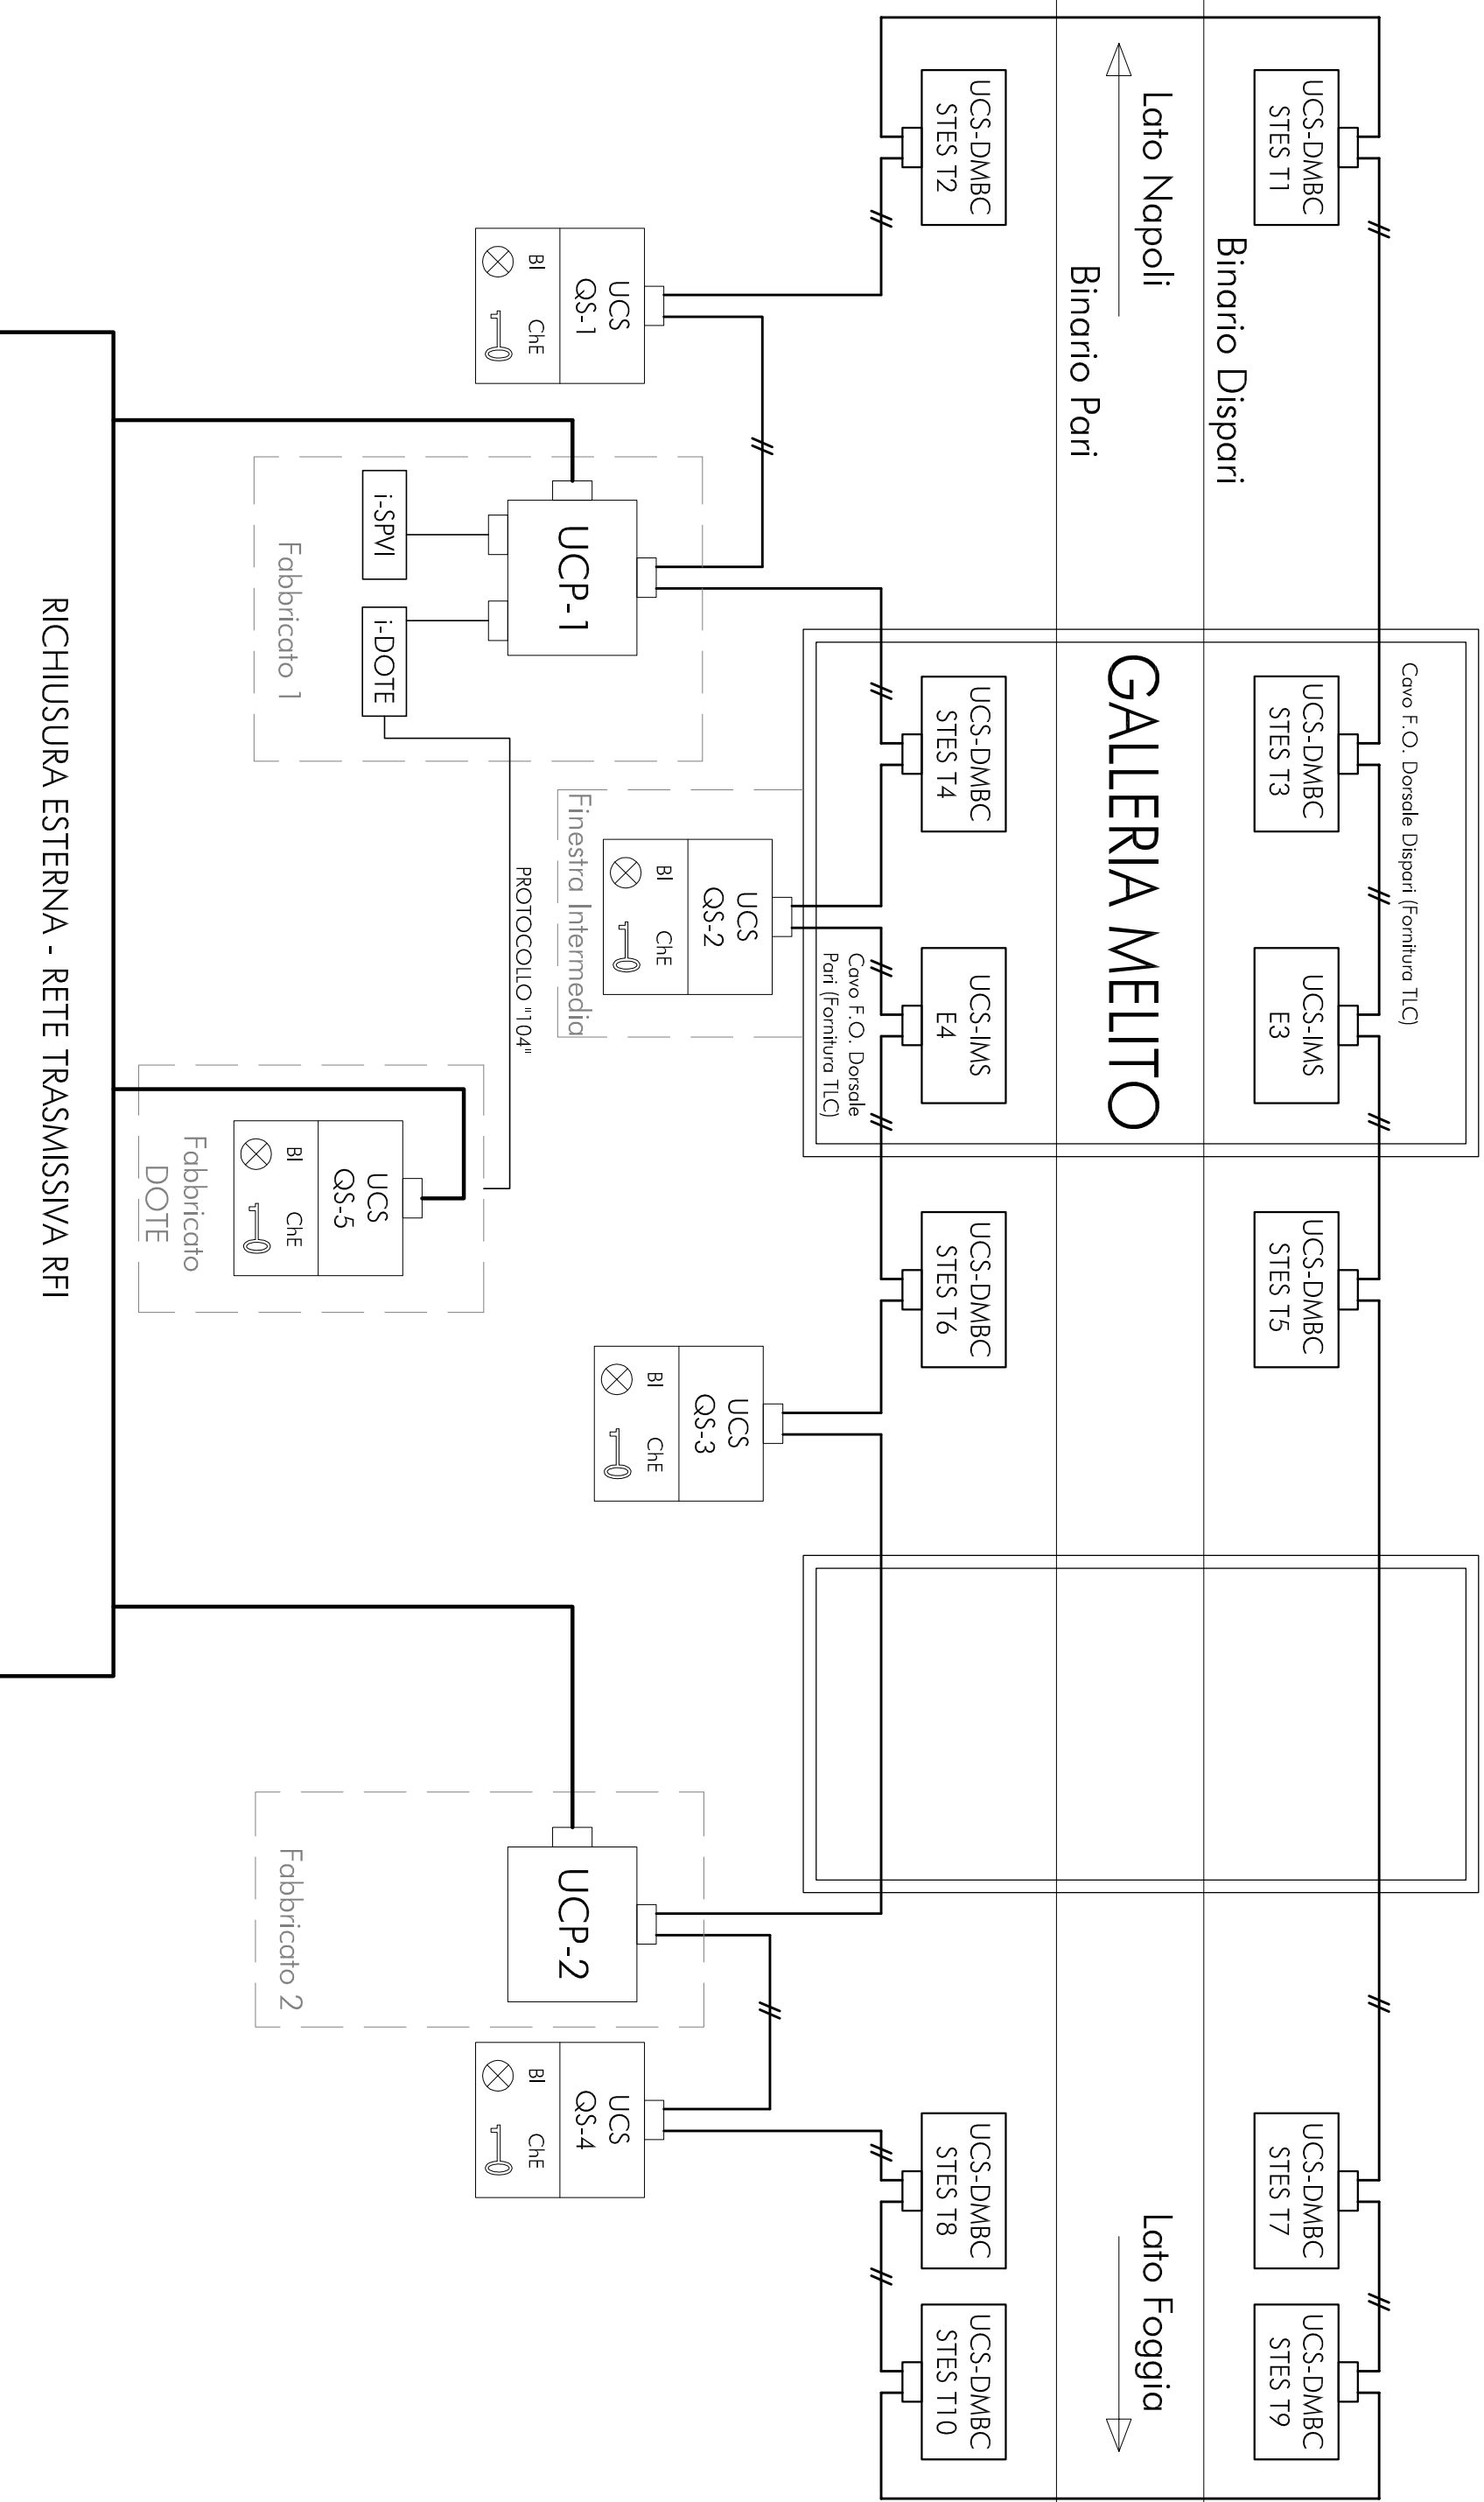 Cavo F.O. Dorsale Dispari (Fornitura TLC)
UCS-DMBC
STES T1
UCS-DMBC
STES T3
UCS-IMS
E3
UCS-DMBC
STES T5
UCS-DMBC
STES T7
UCS-DMBC
STES T9
Binario Dispari
Lato Napoli
GALLERIA MELITO
Lato Foggia
Binario Pari
UCS-DMBC
STES T2
UCS-DMBC
STES T4
UCS-IMS
E4
UCS-DMBC
STES T6
UCS-DMBC
STES T8
UCS-DMBC
STES T10
Cavo F.O. Dorsale
Pari (Fornitura TLC)
UCS
QS-1
BI
ChE
UCS
QS-2
BI
ChE
Finestra Intermedia
UCS
QS-3
BI
ChE
UCS
QS-4
BI
ChE
UCP-1
i-SPVI
i-DOTE
Fabbricato 1
PROTOCOLLO "104"
UCS
QS-5
BI
ChE
Fabbricato
DOTE
UCP-2
Fabbricato 2
RICHIUSURA ESTERNA - RETE TRASMISSIVA RFI